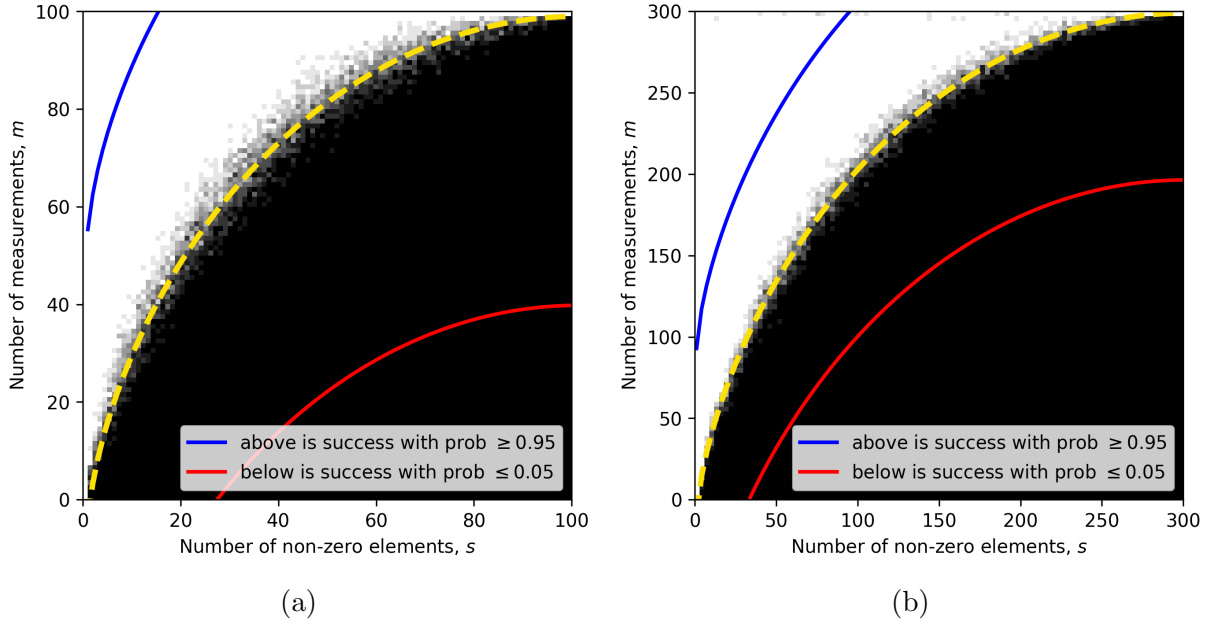 100
80
60
40
20
0
Number of measurements, m
0 20 40 60 80 100
Number of non-zero elements, s
above is success with prob ≥ 0.95
below is success with prob ≤ 0.05
(a)
300
250
200
150
100
50
0
Number of measurements, m
0 50 100 150 200 250 300
Number of non-zero elements, s
above is success with prob ≥ 0.95
below is success with prob ≤ 0.05
(b)